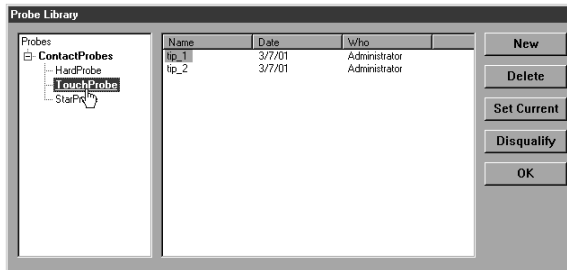 Probe Library
Probes
ContactProbes
HardProbe
TouchProbe
Name Date Who
tip_1 3/7/01 Administrator
tip_2 3/7/01 Administrator
New
Delete
Set Current
Disqualify
OK